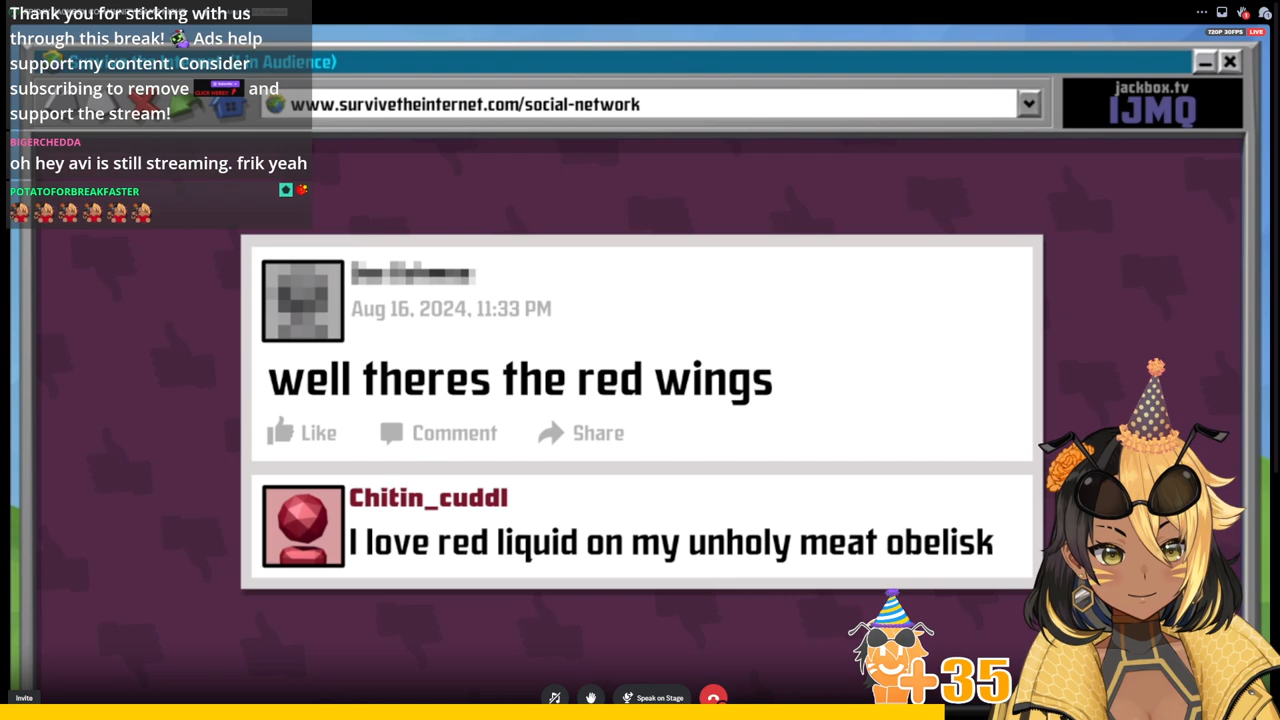 Thank you for sticking with us
through this break! Ads help
support my content. Consider
subscribing to remove and
support the stream!
BIGERCHEDDA
oh hey avi is still streaming. frik yeah
POTATOFORBREAKFASTER
n Audience)
www.survivetheinternet.com/social-network
jackbox.tv
IJMQ
720P 30FPS LIVE
Aug 16, 2024, 11:33 PM
well theres the red wings
Like Comment Share
Chitin_cuddl
I love red liquid on my unholy meat obelisk
+35
Invite
Speak on Stage